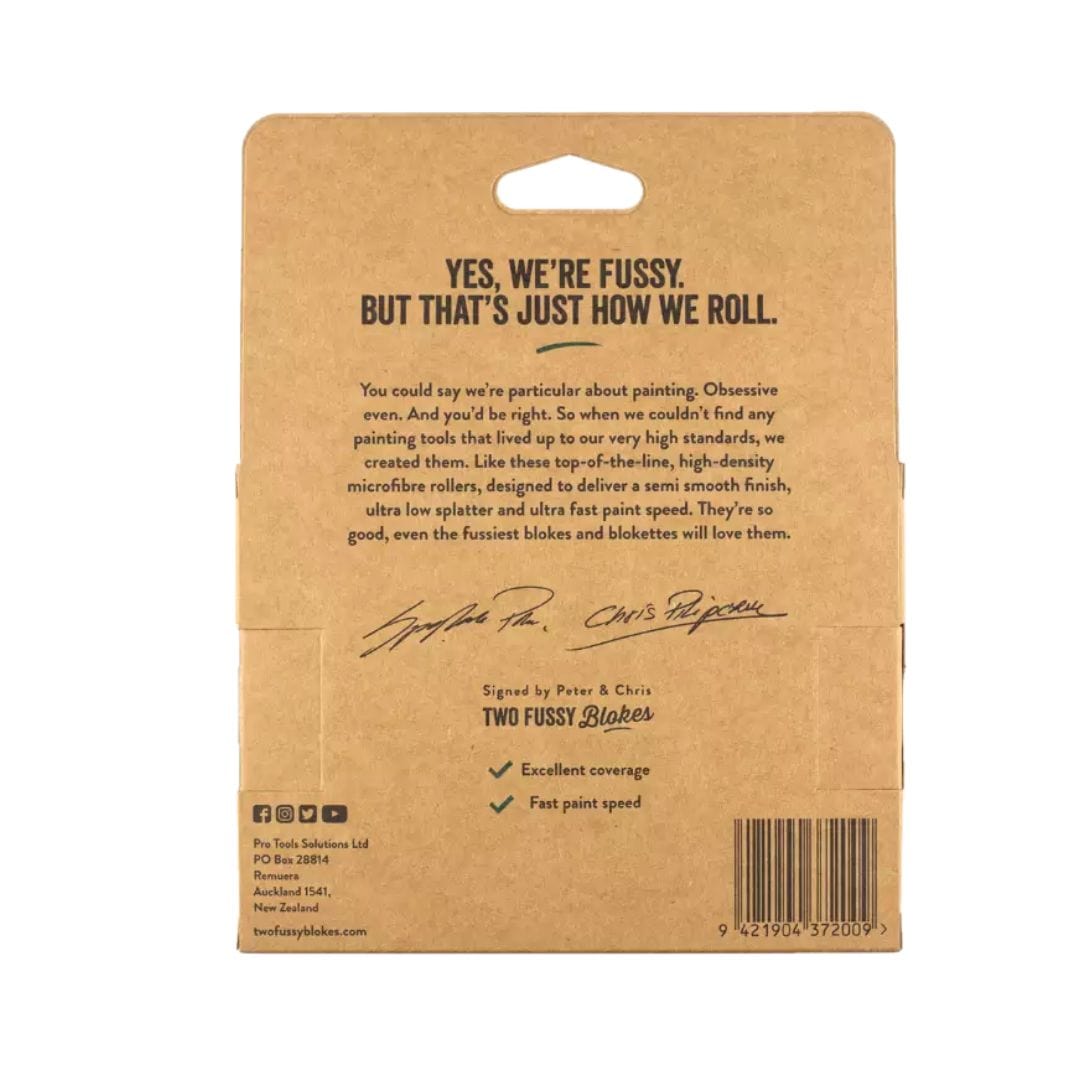 YES, WE'RE FUSSY.
BUT THAT'S JUST HOW WE ROLL.
You could say we're particular about painting. Obsessive
even. And you'd be right. So when we couldn't find any
painting tools that lived up to our very high standards, we
created them. Like these top-of-the-line, high-density
microfibre rollers, designed to deliver a semi smooth finish,
ultra low splatter and ultra fast paint speed. They're so
good, even the fussiest blokes and blokettes will love them.
Chris
Signed by Peter & Chris
TWO FUSSY Blokes
Excellent coverage
Fast paint speed
Pro Tools Solutions Ltd
PO Box 28814
Remuera
Auckland 1541,
New Zealand
twofussyblokes.com
9 421904 372009 >